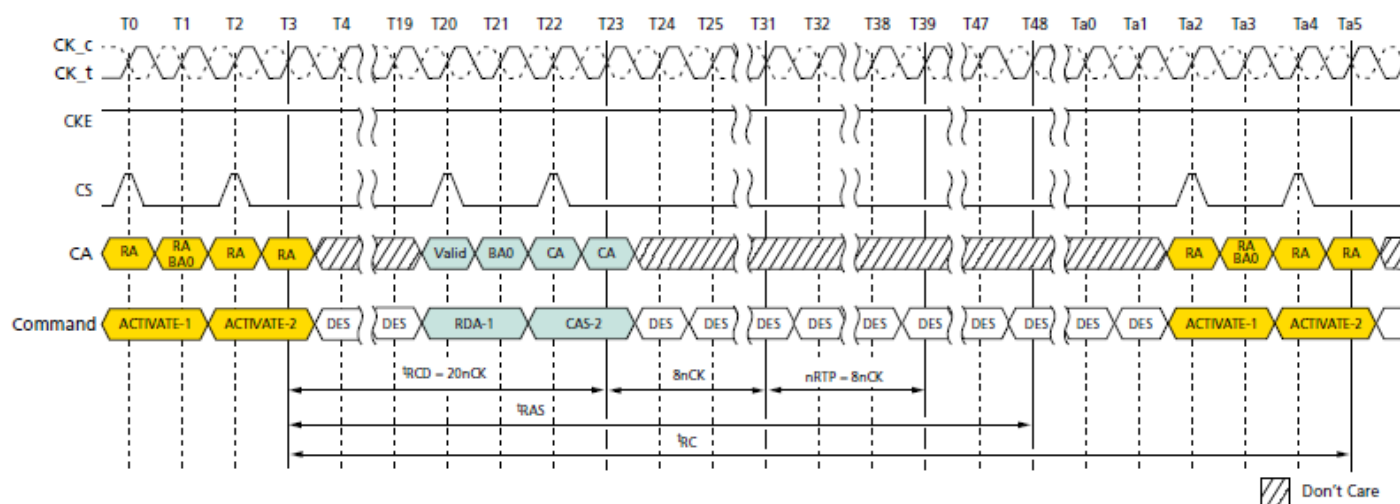 T0 T1 T2 T3 T4 T19 T20 T21 T22 T23 T24 T25 T31 T32 T38 T39 T47 T48 Ta0 Ta1 Ta2 Ta3 Ta4 Ta5
CK_c
CK_t
CKE
CS
CA RA RA BA0 RA RA Valid BA0 CA CA RA RA BA0 RA RA
Command ACTIVATE-1 ACTIVATE-2 DES DES RDA-1 CAS-2 DES DES DES DES DES DES DES DES DES DES ACTIVATE-1 ACTIVATE-2
tRCD = 20nCK 8nCK nRTP = 8nCK
tRAS
tRC
Don't Care